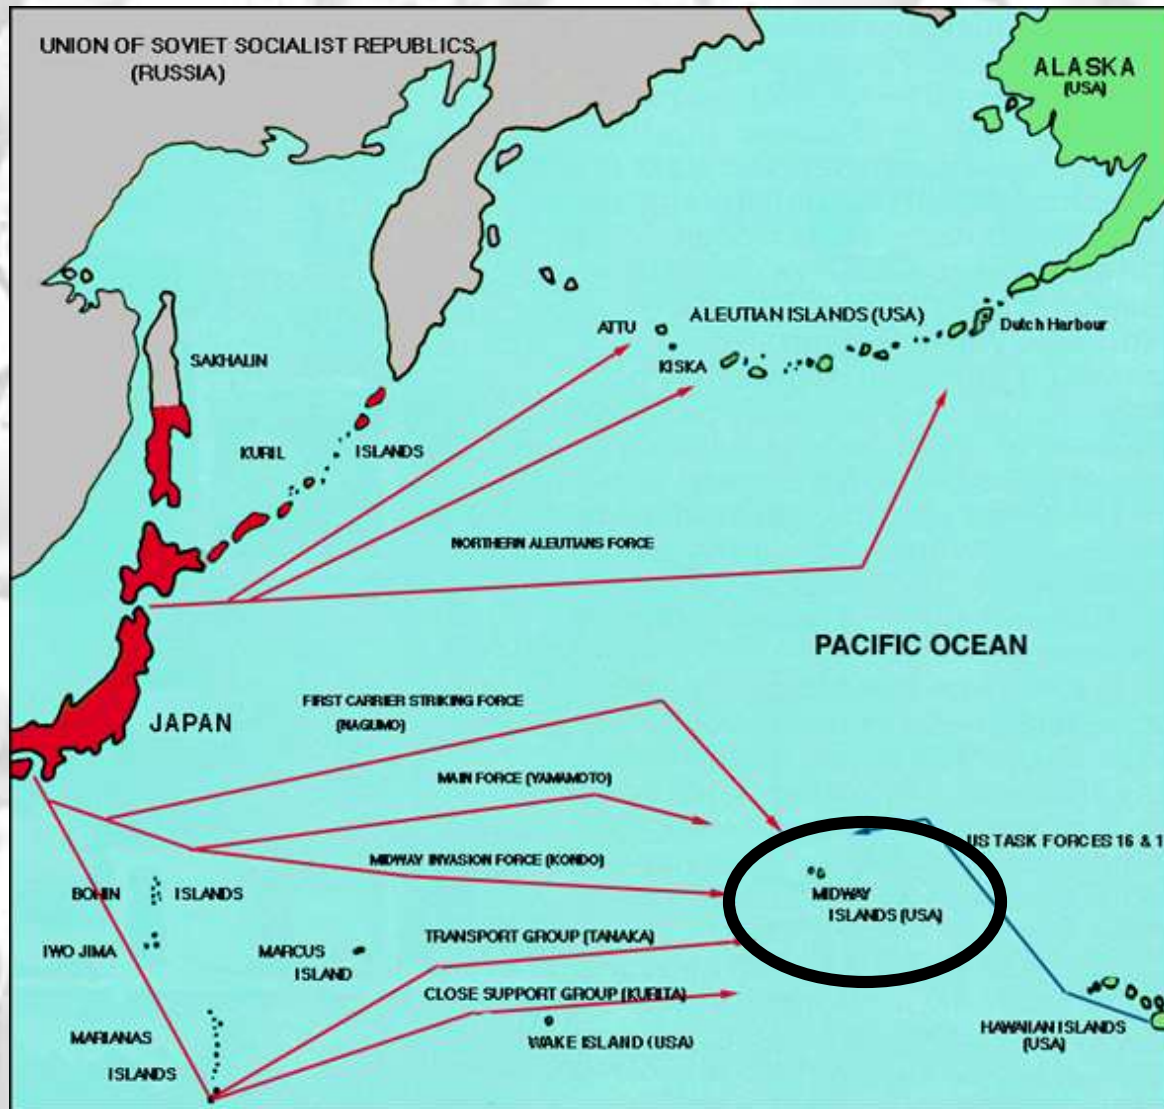 UNION OF SOVIET SOCIALIST REPUBLICS
(RUSSIA)
ALASKA
(USA)
ATTU
ALEUTIAN ISLANDS (USA)
Dutch Harbour
SAKHALIN
KISKA
KURIL
ISLANDS
NORTHERN ALEUTIANS FORCE
PACIFIC OCEAN
FIRST CARRIER STRIKING FORCE
(NAGUMO)
JAPAN
MAIN FORCE (YAMAMOTO)
US TASK FORCES 16 & 1
MIDWAY INVASION FORCE (KONDO)
MIDWAY
ISLANDS (USA)
BONIN
ISLANDS
TRANSPORT GROUP (TANAKA)
IWO JIMA
MARCUS
ISLAND
CLOSE SUPPORT GROUP (KURITA)
HAWAIIAN ISLANDS
(USA)
MARIANAS
ISLANDS
WAKE ISLAND (USA)